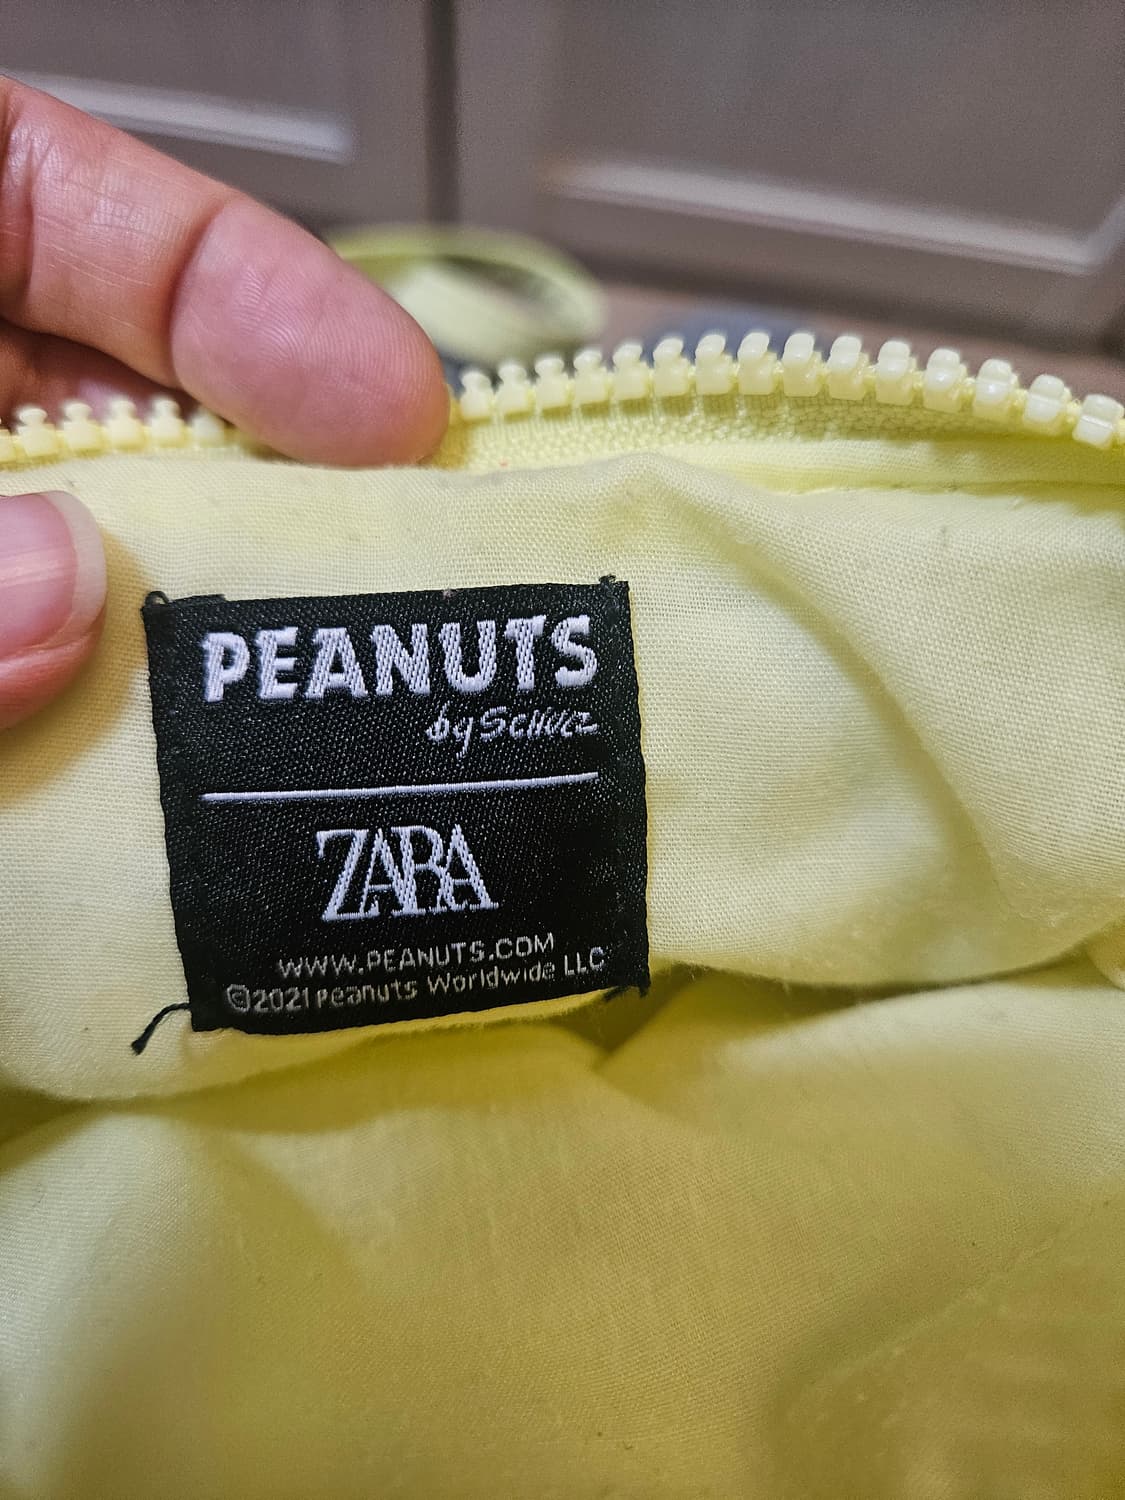 PEANUTS
by SCHULZ
ZARA
WWW.PEANUTS.COM
©2021 Peanuts Worldwide LLC